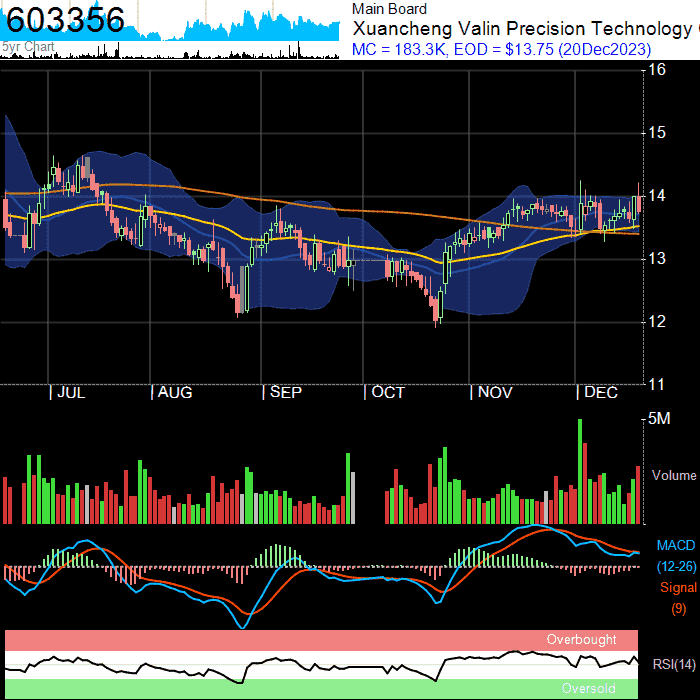 603356
5yr Chart
Main Board
Xuancheng Valin Precision Technology (
MC = 183.3K, EOD = $13.75 (20Dec2023)
16
15
14
13
12
11
JUL AUG SEP OCT NOV DEC
5M
Volume
MACD
(12-26)
Signal
(9)
Overbought
RSI(14)
Oversold